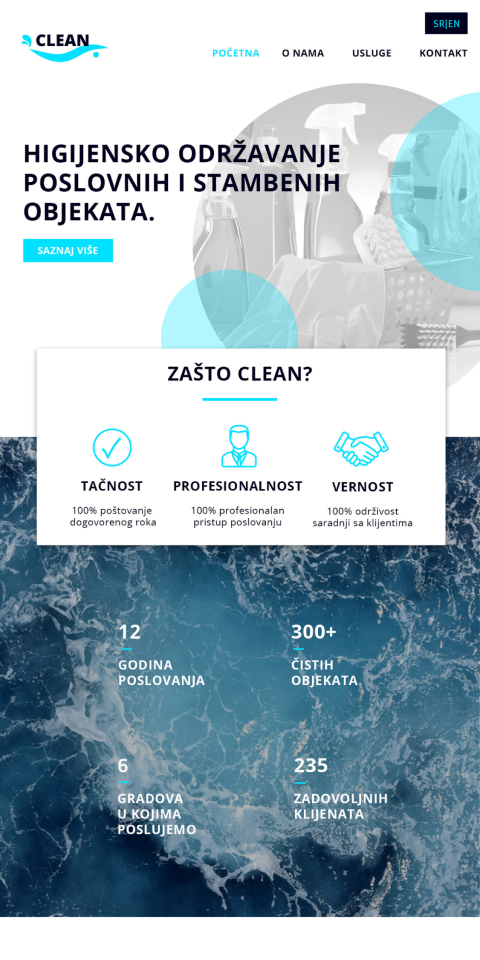 SR|EN
CLEAN
POČETNA O NAMA USLUGE KONTAKT
HIGIJENSKO ODRŽAVANJE
POSLOVNIH I STAMBENIH
OBJEKATA.
SAZNAJ VIŠE
ZAŠTO CLEAN?
TAČNOST
100% poštovanje
dogovorenog roka
PROFESIONALNOST
100% profesionalan
pristup poslovanju
VERNOST
100% održivost
saradnji sa klijentima
12
GODINA
POSLOVANJA
300+
ČISTIH
OBJEKATA
6
GRADOVA
U KOJIMA
POSLUJEMO
235
ZADOVOLJNIH
KLIJENATA